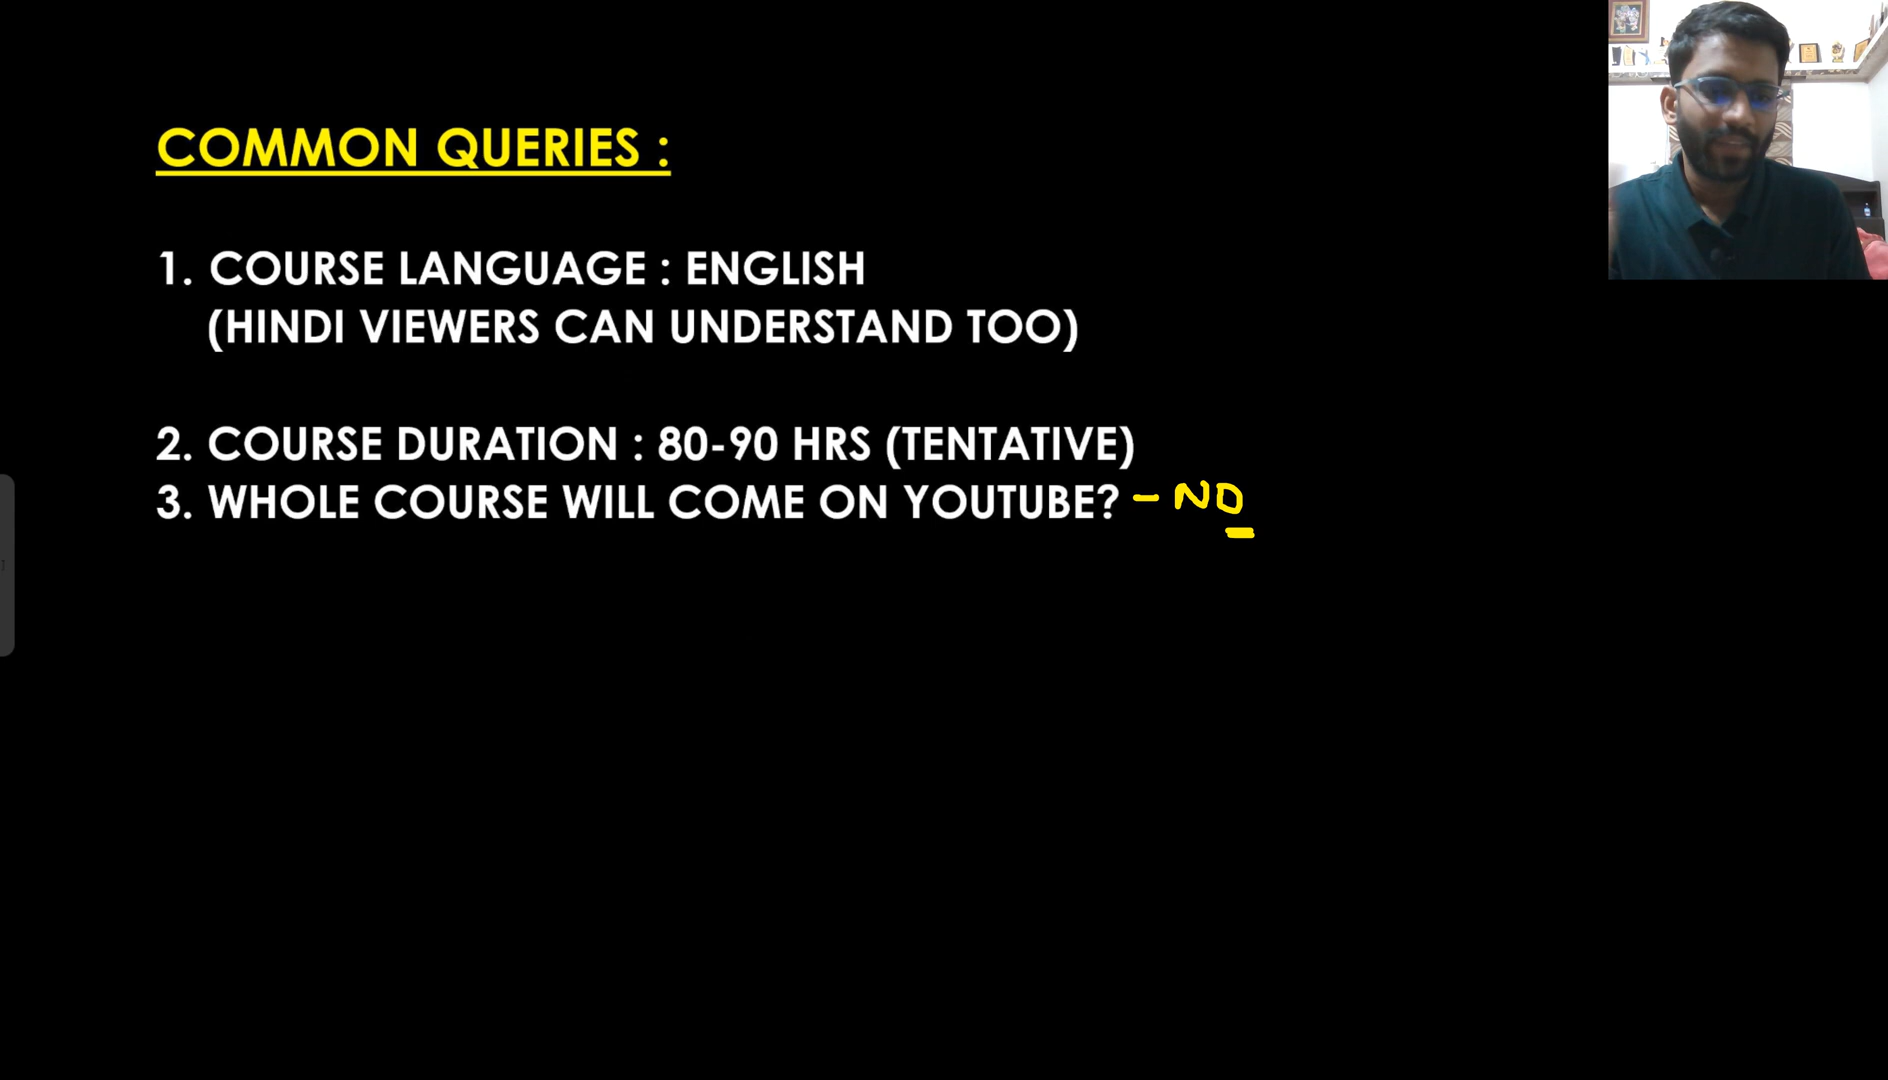 COMMON QUERIES :
1. COURSE LANGUAGE : ENGLISH
(HINDI VIEWERS CAN UNDERSTAND TOO)
2. COURSE DURATION : 80-90 HRS (TENTATIVE)
3. WHOLE COURSE WILL COME ON YOUTUBE? - NO